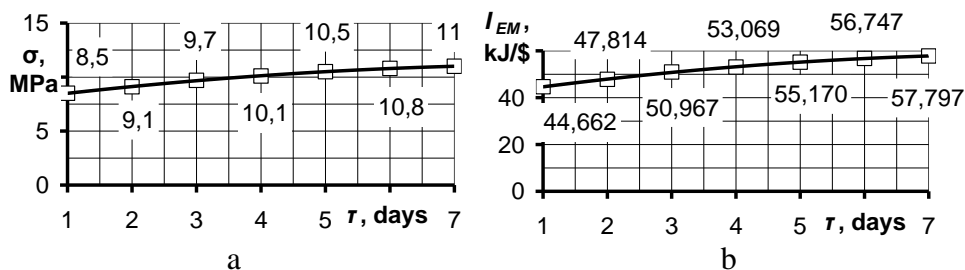 15
σ,
MPa
8,5
9,7
10,5
11
9,1
10,1
10,8
5
0
1 2 3 4 5 τ, days 7
a
I EM,
kJ/$
47,814
53,069
56,747
40
44,662
50,967
55,170
57,797
20
0
1 2 3 4 5 τ, days 7
b